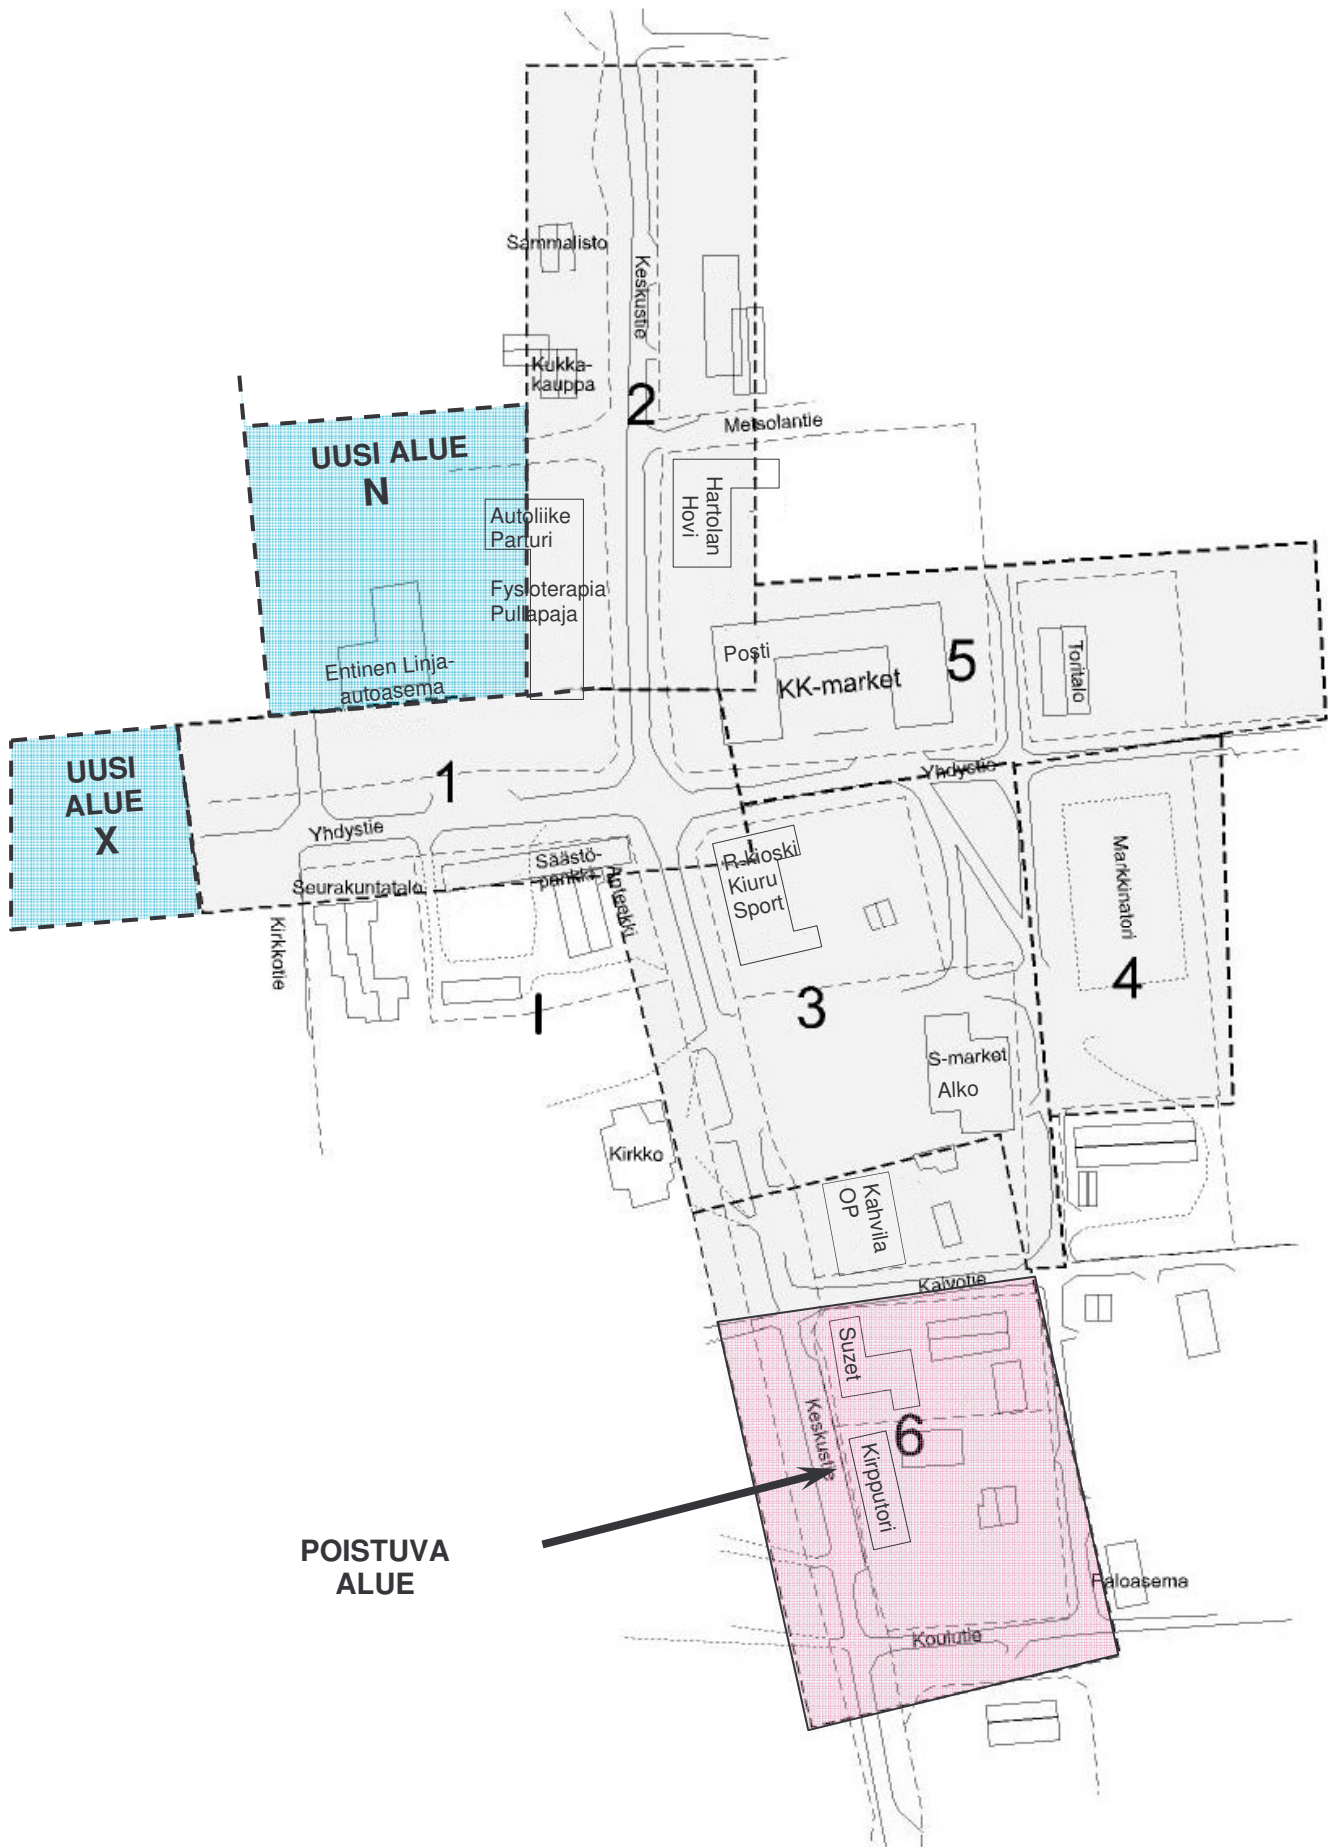 Sammalisto
Keskustie
Kukka-
kauppa
2
Metsolantie
UUSI ALUE
N
Hartolan
Hovi
Autoliike
Parturi
Fysioterapia
Pullapaja
Entinen Linja-
autoasema
Posti
KK-market
5
Toritalo
UUSI
ALUE
X
1
Yhdystie
Yhdystie
Säästö-
pankki
Apteekki
Seurakuntatalo
Kirkkotie
R-kioski
Kiuru
Sport
Markkinatori
4
3
I
S-market
Alko
Kirkko
Kahvila
OP
Kalvotie
Suzet
6
Keskustie
Kirpputori
POISTUVA
ALUE
Paloasema
Koulutie